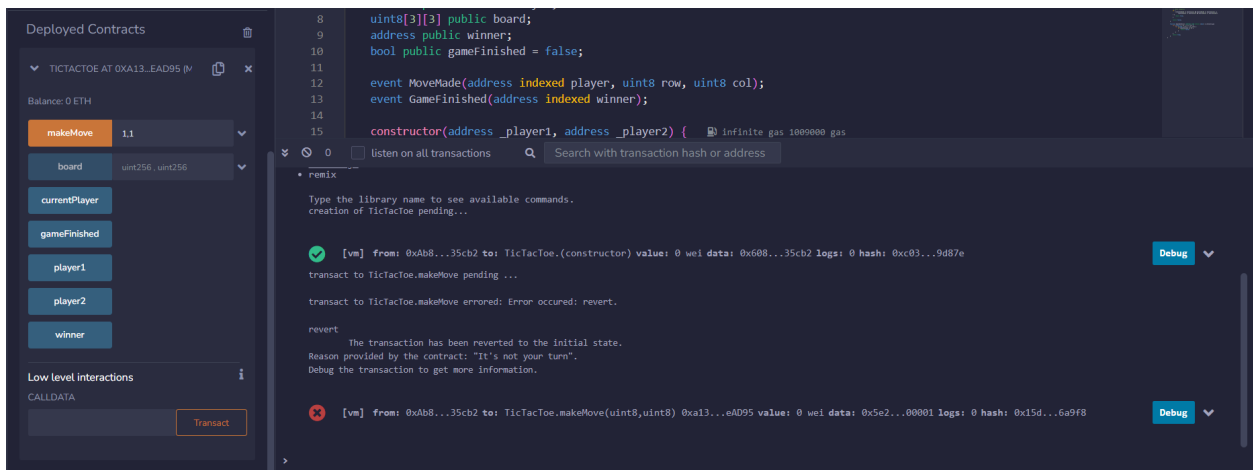 Deployed Contracts
TICTACTOE AT 0XA13...EAD95 (M
Balance: 0 ETH
makeMove 1,1
board uint256 , uint256
currentPlayer
gameFinished
player1
player2
winner
Low level interactions
i
CALLDATA
Transact
8 uint8[3][3] public board;
9 address public winner;
10 bool public gameFinished = false;
11
12 event MoveMade(address indexed player, uint8 row, uint8 col);
13 event GameFinished(address indexed winner);
14
15 constructor(address _player1, address _player2) { infinite gas 1009000 gas
0 listen on all transactions Search with transaction hash or address
• remix
Type the library name to see available commands.
creation of TicTacToe pending...
[vm] from: 0xAb8...35cb2 to: TicTacToe.(constructor) value: 0 wei data: 0x608...35cb2 logs: 0 hash: 0xc03...9d87e Debug
transact to TicTacToe.makeMove pending ...
transact to TicTacToe.makeMove errored: Error occured: revert.
revert
The transaction has been reverted to the initial state.
Reason provided by the contract: "It's not your turn".
Debug the transaction to get more information.
[vm] from: 0xAb8...35cb2 to: TicTacToe.makeMove(uint8,uint8) 0xa13...eAD95 value: 0 wei data: 0x5e2...00001 logs: 0 hash: 0x15d...6a9f8 Debug
>